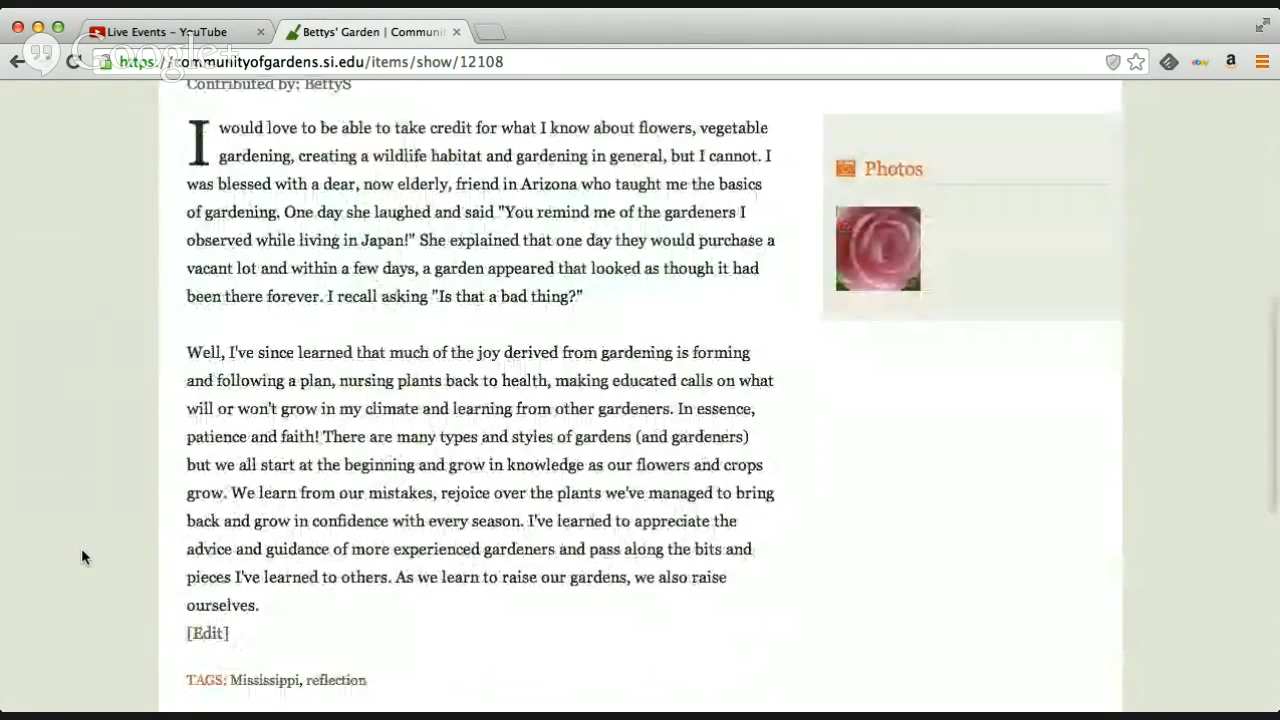 Live Events – YouTube
Bettys' Garden | Communit
Google+
https://communityofgardens.si.edu/items/show/12108
ebay
a
Contributed by: BettyS
I would love to be able to take credit for what I know about flowers, vegetable
gardening, creating a wildlife habitat and gardening in general, but I cannot. I
was blessed with a dear, now elderly, friend in Arizona who taught me the basics
of gardening. One day she laughed and said "You remind me of the gardeners I
observed while living in Japan!" She explained that one day they would purchase a
vacant lot and within a few days, a garden appeared that looked as though it had
been there forever. I recall asking "Is that a bad thing?"
Photos
Well, I've since learned that much of the joy derived from gardening is forming
and following a plan, nursing plants back to health, making educated calls on what
will or won't grow in my climate and learning from other gardeners. In essence,
patience and faith! There are many types and styles of gardens (and gardeners)
but we all start at the beginning and grow in knowledge as our flowers and crops
grow. We learn from our mistakes, rejoice over the plants we've managed to bring
back and grow in confidence with every season. I've learned to appreciate the
advice and guidance of more experienced gardeners and pass along the bits and
pieces I've learned to others. As we learn to raise our gardens, we also raise
ourselves.
[Edit]
TAGS: Mississippi, reflection